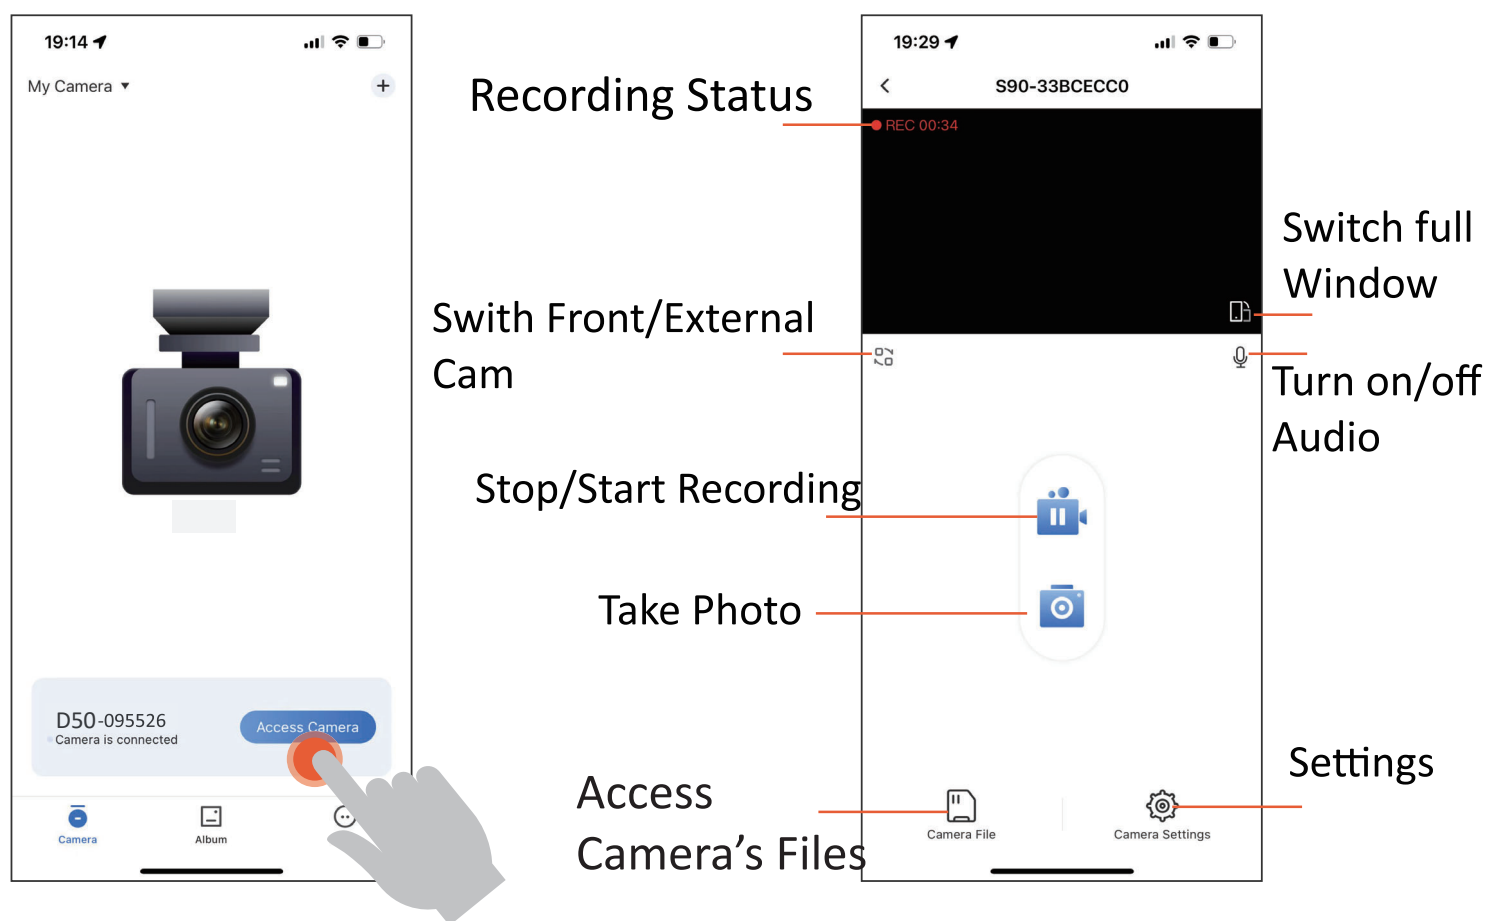 19:14
My Camera ▼
+
D50-095526
Camera is connected
Access Camera
Camera
Album
Recording Status
Swith Front/External
Cam
Stop/Start Recording
Take Photo
Access
Camera’s Files
19:29
S90-33BCECC0
REC 00:34
Camera File
Camera Settings
Switch full
Window
Turn on/off
Audio
Settings